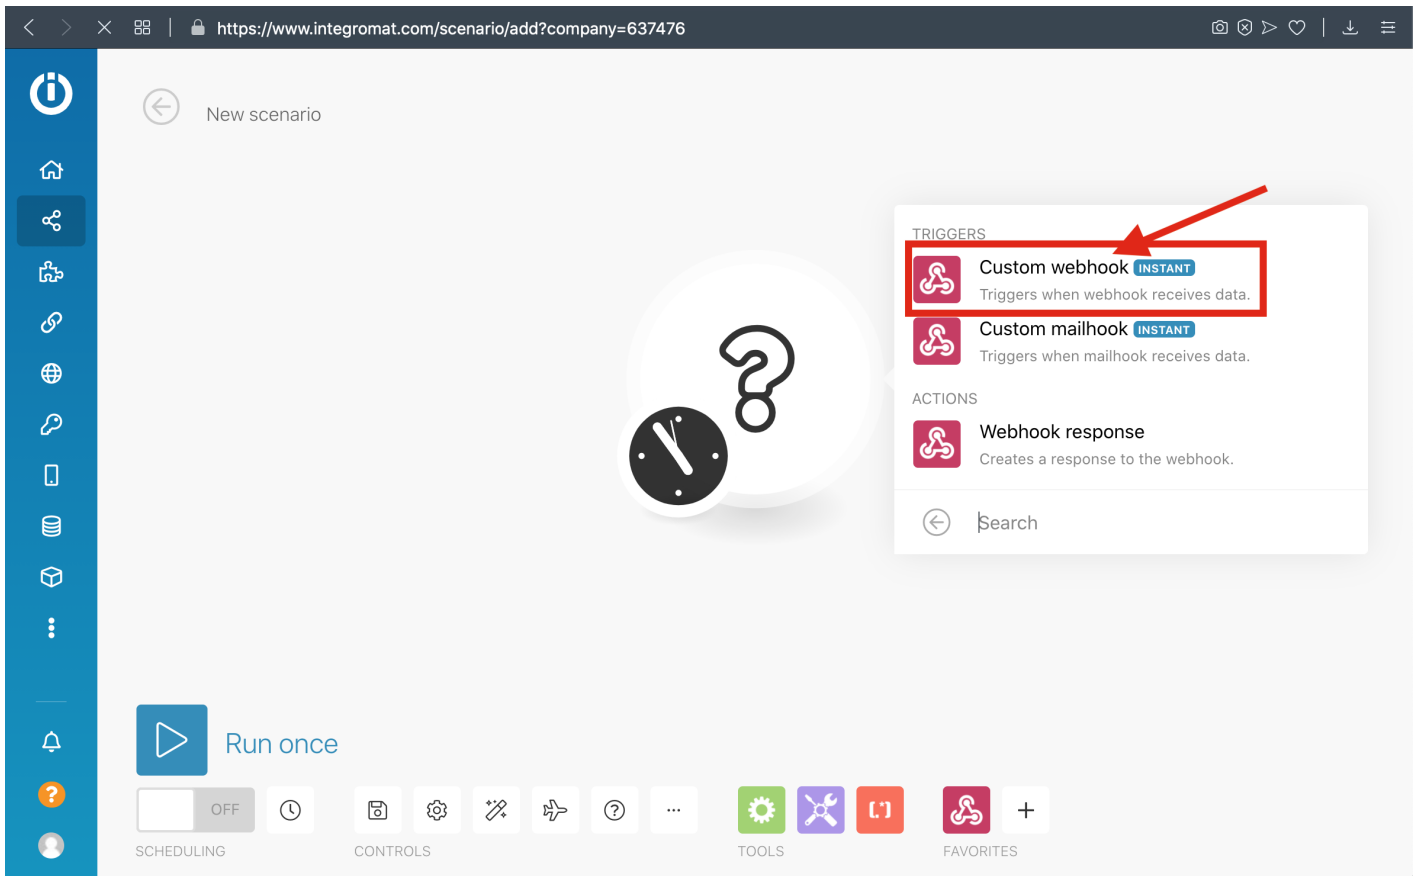 https://www.integromat.com/scenario/add?company=637476
New scenario
TRIGGERS
Custom webhook INSTANT
Triggers when webhook receives data.
Custom mailhook INSTANT
Triggers when mailhook receives data.
ACTIONS
Webhook response
Creates a response to the webhook.
Search
Run once
OFF
SCHEDULING
CONTROLS
TOOLS
FAVORITES